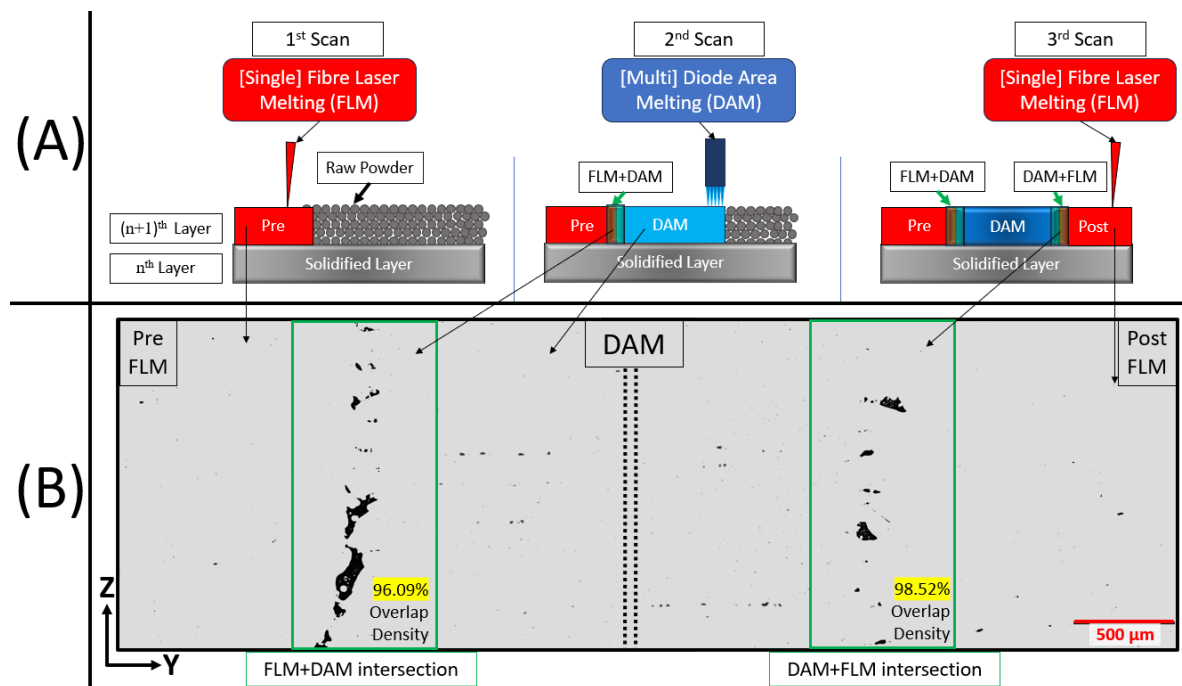 (A)
1st Scan
[Single] Fibre Laser
Melting (FLM)
Raw Powder
(n+1)th Layer
nth Layer
Pre
Solidified Layer
2nd Scan
[Multi] Diode Area
Melting (DAM)
FLM+DAM
Pre
DAM
Solidified Layer
3rd Scan
[Single] Fibre Laser
Melting (FLM)
FLM+DAM
DAM+FLM
Pre
DAM
Post
Solidified Layer
(B)
Pre
FLM
DAM
Post
FLM
96.09%
Overlap
Density
98.52%
Overlap
Density
500 µm
Z
Y
FLM+DAM intersection
DAM+FLM intersection